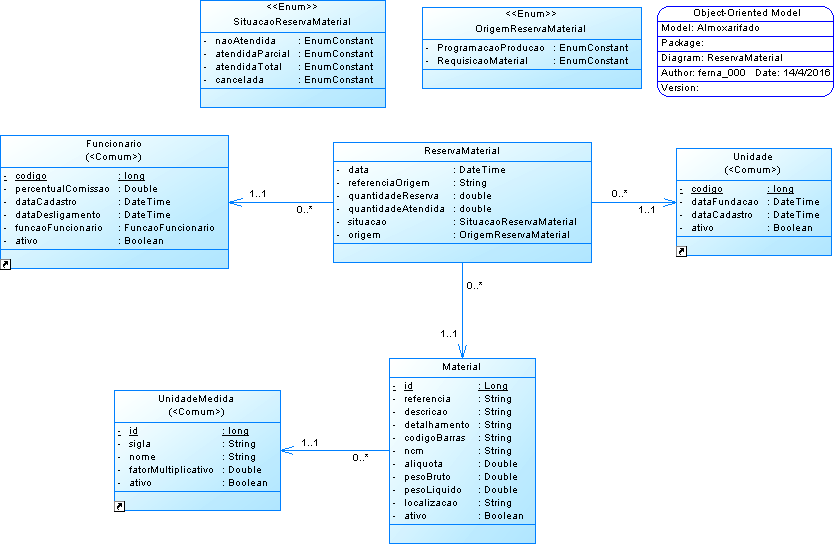 <<Enum>>
SituacaoReservaMaterial
- naoAtendida : EnumConstant
- atendidaParcial : EnumConstant
- atendidaTotal : EnumConstant
- cancelada : EnumConstant
<<Enum>>
OrigemReservaMaterial
- ProgramacaoProducao : EnumConstant
- RequisicaoMaterial : EnumConstant
Object-Oriented Model
Model: Almoxarifado
Package:
Diagram: ReservaMaterial
Author: ferna_000 Date: 14/4/2016
Version:
Funcionario
(<Comum>)
- codigo : long
- percentualComissao : Double
- dataCadastro : DateTime
- dataDesligamento : DateTime
- funcaoFuncionario : FuncaoFuncionario
- ativo : Boolean
1..1
0..*
ReservaMaterial
- data : DateTime
- referenciaOrigem : String
- quantidadeReserva : double
- quantidadeAtendida : double
- situacao : SituacaoReservaMaterial
- origem : OrigemReservaMaterial
0..*
1..1
Unidade
(<Comum>)
- codigo : long
- dataFundacao : DateTime
- dataCadastro : DateTime
- ativo : Boolean
0..*
1..1
UnidadeMedida
(<Comum>)
- id : long
- sigla : String
- nome : String
- fatorMultiplicativo : Double
- ativo : Boolean
1..1
0..*
Material
- id : Long
- referencia : String
- descricao : String
- detalhamento : String
- codigoBarras : String
- ncm : String
- aliquota : Double
- pesoBruto : Double
- pesoLiquido : Double
- localizacao : String
- ativo : Boolean